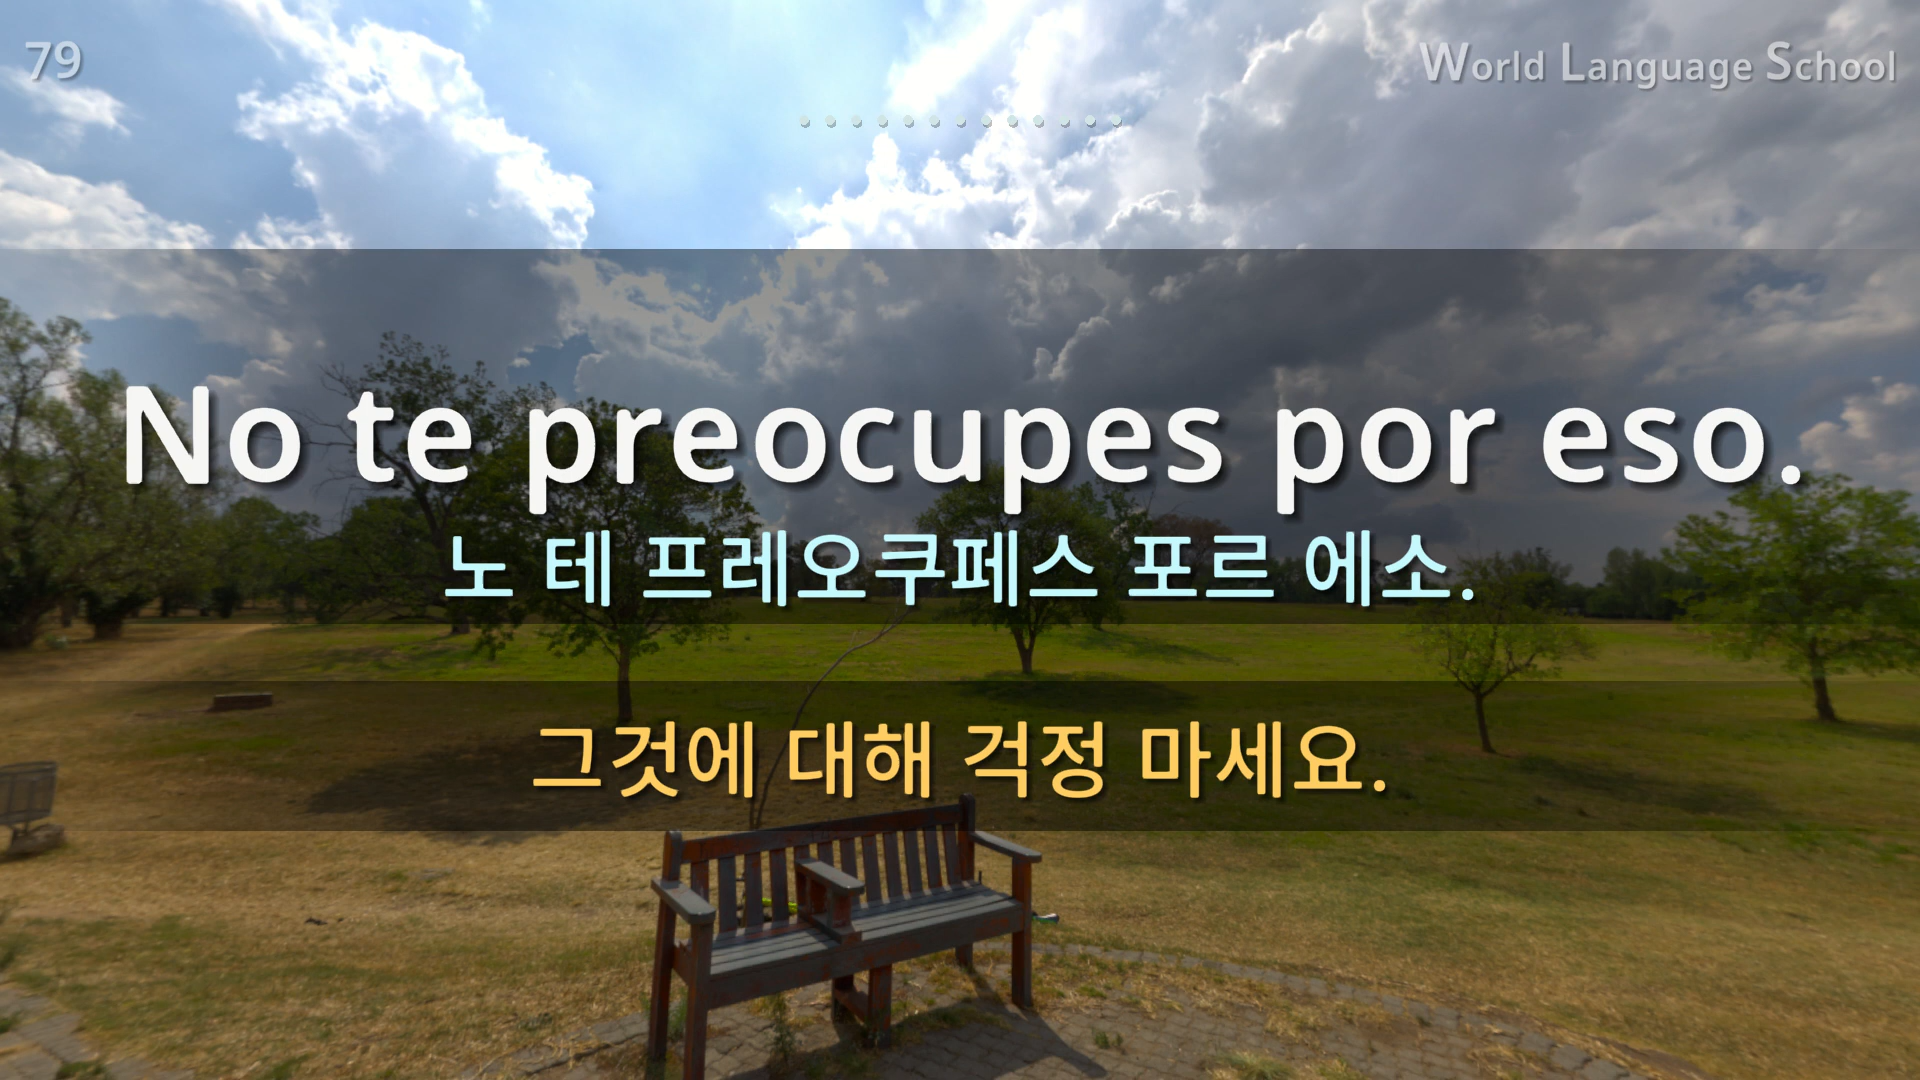 79
World Language School
No te preocupes por eso.
노 테 프레오쿠페스 포르 에소.
그것에 대해 걱정 마세요.